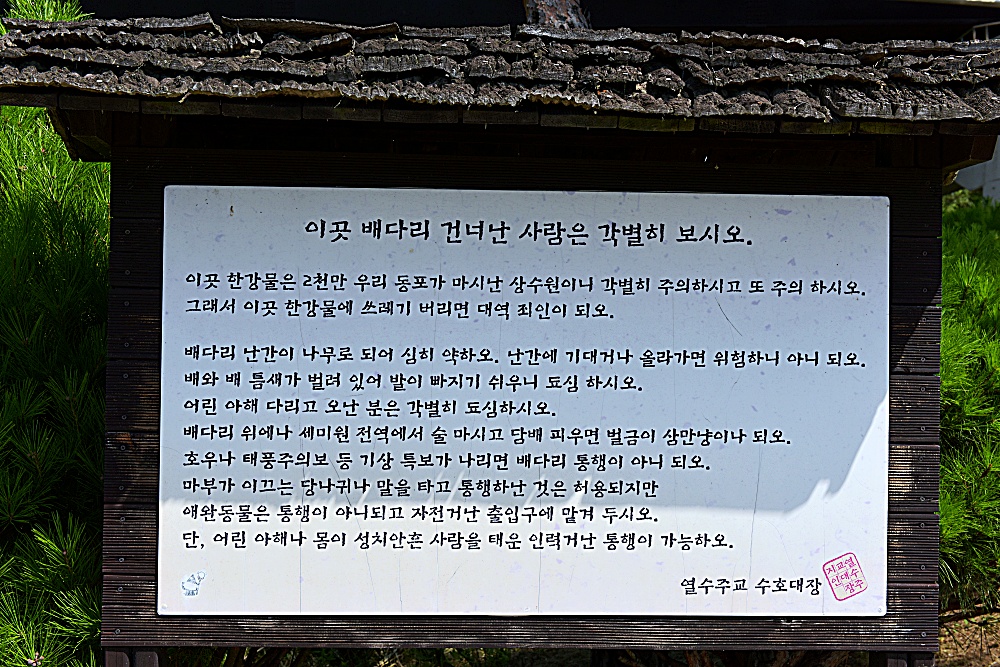 이곳 배다리 건너난 사람은 각별히 보시오.
이곳 한강물은 2천만 우리 동포가 마시난 상수원이니 각별히 주의하시고 또 주의 하시오.
그래서 이곳 한강물에 쓰레기 버리면 대역 죄인이 되오.
배다리 난간이 나무로 되어 심히 약하오. 난간에 기대거나 올라가면 위험하니 아니 되오.
배와 배 틈새가 벌려 있어 발이 빠지기 쉬우니 됴심 하시오.
어린 아해 다리고 오난 분은 각별히 됴심하시오.
배다리 위에나 세미원 전역에서 술 마시고 담배 피우면 벌금이 삼만냥이나 되오.
호우나 태풍주의보 등 기상 특보가 나리면 배다리 통행이 아니 되오.
마부가 이끄는 당나귀나 말을 타고 통행하난 것은 허용되지만
애완동물은 통행이 아니되고 자전거난 출입구에 맡겨 두시오.
단, 어린 아해나 몸이 성치안흔 사람을 태운 인력거난 통행이 가능하오.
열수주교 수호대장